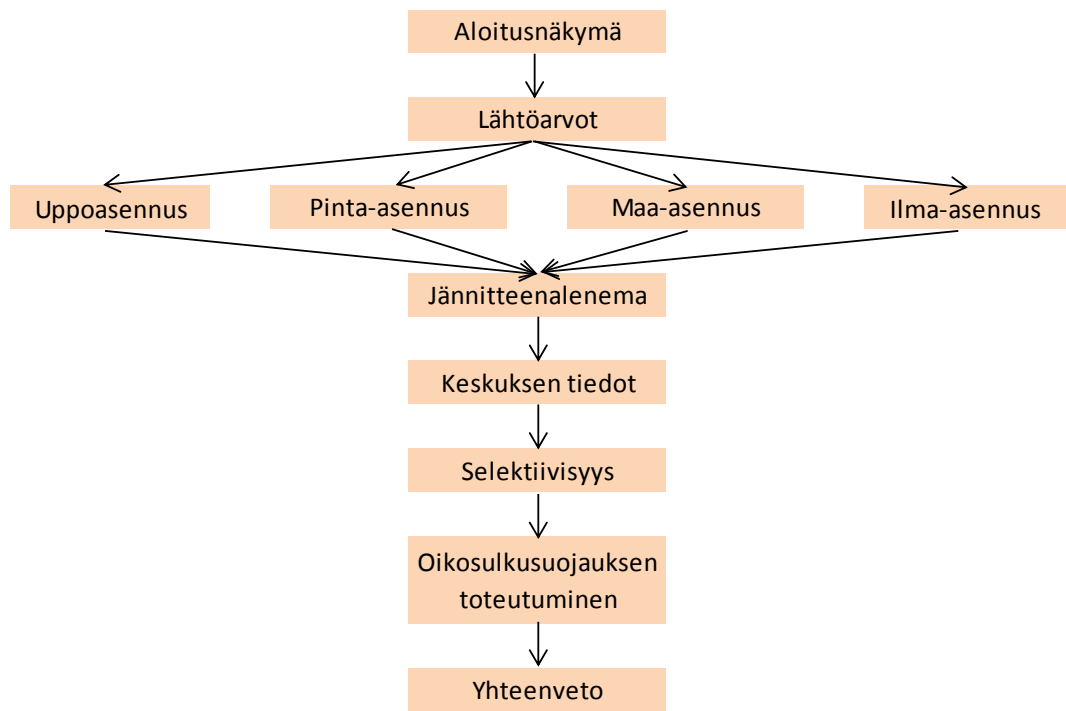 Aloitusnäkymä
Lähtöarvot
Uppoasennus
Pinta-asennus
Maa-asennus
Ilma-asennus
Jännitteenalenema
Keskuksen tiedot
Selektiivisyys
Oikosulkusuojauksen
toteutuminen
Yhteenveto